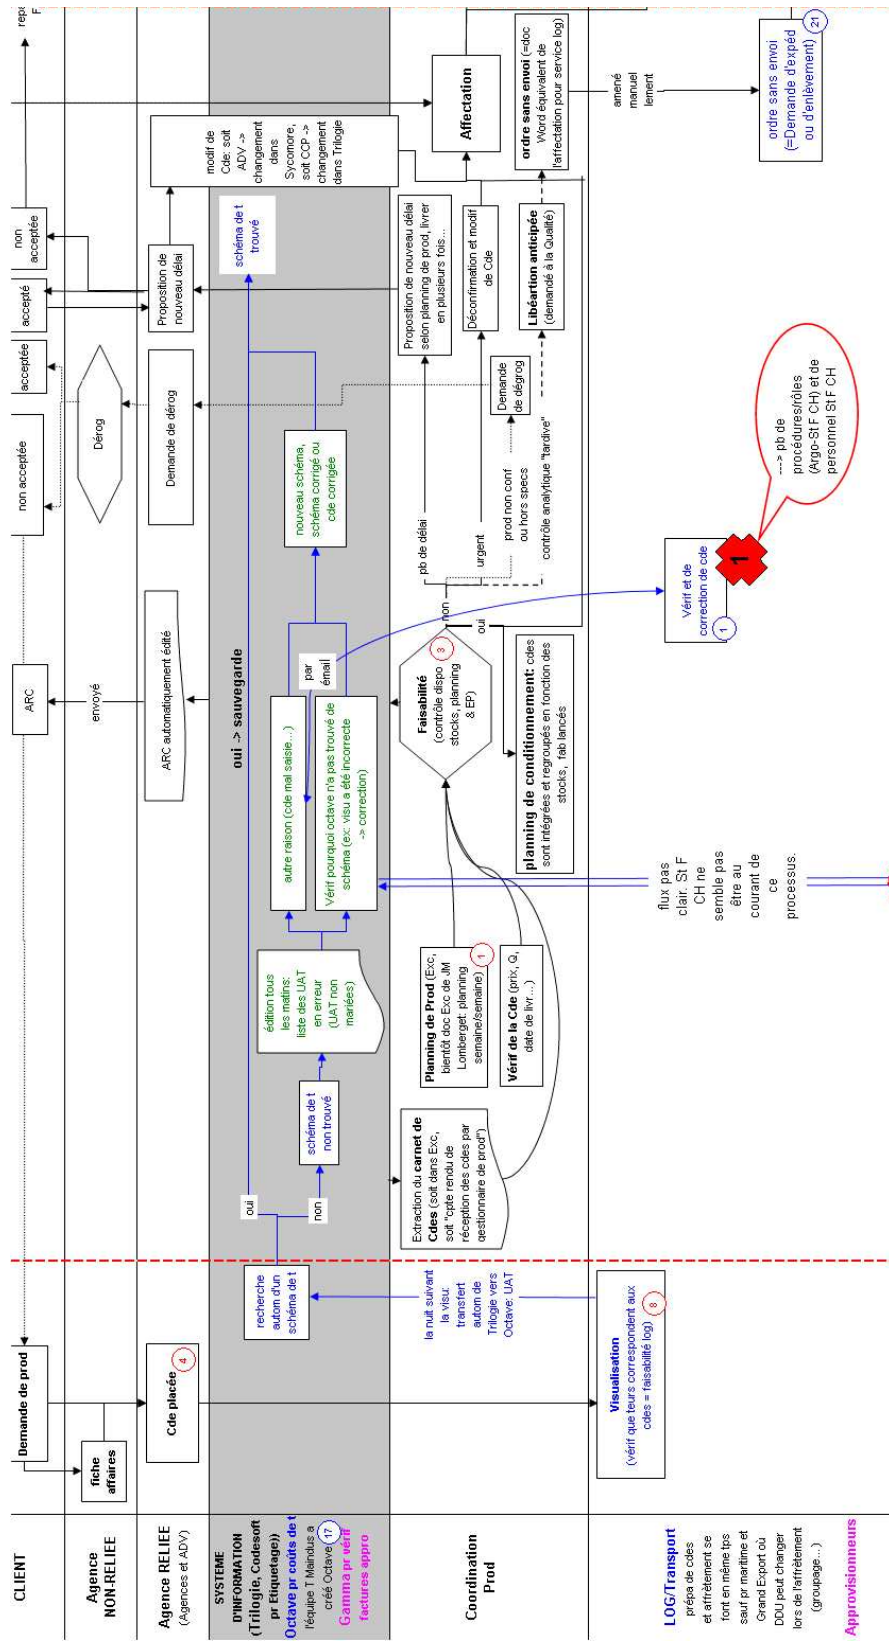 CLIENT
Demande de prod
ARC
non acceptée
acceptée
accepté
non
acceptée
Agence
NON-RELIEE
fiche
affaires
envoyé
Dérog
Agence RELIEE
(Agences et ADV)
Cde placée
4
ARC automatiquement édité
Demande de dérog
Proposition de
nouveau délai
modif de
Cde: soit
ADV ->
changement
dans
Sycomore,
soit CCP ->
changement
dans Trilogie
SYSTEME
D'INFORMATION
(Trilogie, Codesoft
pr Etiquetage))
Octave pr coûts de t
l'équipe T Maindus a
créé Octave
17
Gamma pr vérif
factures appro
recherche
autom d'un
schéma de t
oui
non
oui -> sauvegarde
schéma de t
non trouvé
édition tous
les matins:
liste des UAT
en erreur
(UAT non
mariées)
autre raison (cde mal saisie...)
Vérif pourquoi octave n'a pas trouvé de
schéma (ex: visu a été incorrecte
-> correction)
par
émail
nouveau schéma,
schéma corrigé ou
cde corrigée
schéma de t
trouvé
Coordination
Prod
la nuit suivant
la visu:
transfert
autom de
Trilogie vers
Octave: UAT
Extraction du carnet de
Cdes (soit dans Exc,
soit "cpte rendu de
réception des cdes par
gestionnaire de prod")
Planning de Prod (Exc,
bientôt doc Exc de JM
Lomberget: planning
semaine/semaine)
1
Vérif de la Cde (prix, Q,
date de livr...)
Faisabilité
(contrôle dispo
stocks, planning
& EP)
3
non
oui
planning de conditionnement: cdes
sont intégrées et regroupés en fonction des
stocks, fab lancés
pb de délai
urgent
prod non conf
ou hors specs
contrôle analytique "tardive"
Demande
de dégrog
Proposition de nouveau délai
selon planning de prod, livrer
en plusieurs fois...
Déconfirmation et modif
de Cde
Libéartion anticipée
(demandé à la Qualité)
Affectation
ordre sans envoi (=doc
Word équivalent de
l'affectation pour service log)
LOG/Transport
prépa de cdes
et affrètement se
font en même tps
sauf pr maritime et
Grand Export où
DDU peut changer
lors de l'affrètement
(groupage...)
Visualisation
(vérif que teurs correspondent aux
cdes = faisabilité log)
8
flux pas
clair. St F
CH ne
semble pas
être au
courant de
ce
processus.
Vérif et de
correction de cde
1
1
---> pb de
procédures/rôles
(Argo-St F CH) et de
personnel St F CH
amené
manuel
lement
ordre sans envoi
(=Demande d'expéd
ou d'enlèvement)
21
Approvisionneurs